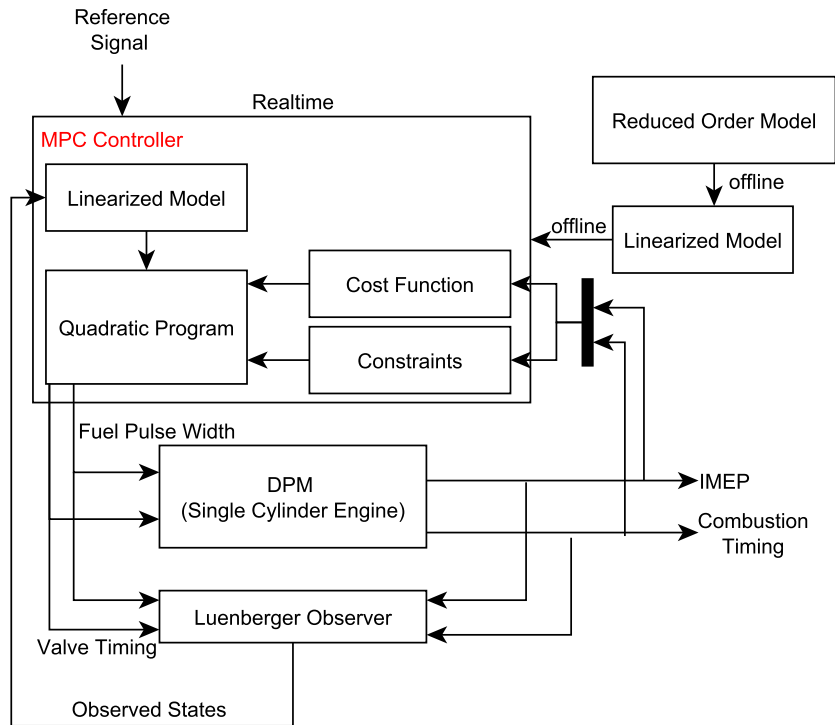 Reference
Signal
Realtime
MPC Controller
Reduced Order Model
offline
Linearized Model
offline
Linearized Model
Cost Function
Quadratic Program
Constraints
Fuel Pulse Width
DPM
(Single Cylinder Engine)
IMEP
Combustion
Timing
Luenberger Observer
Valve Timing
Observed States